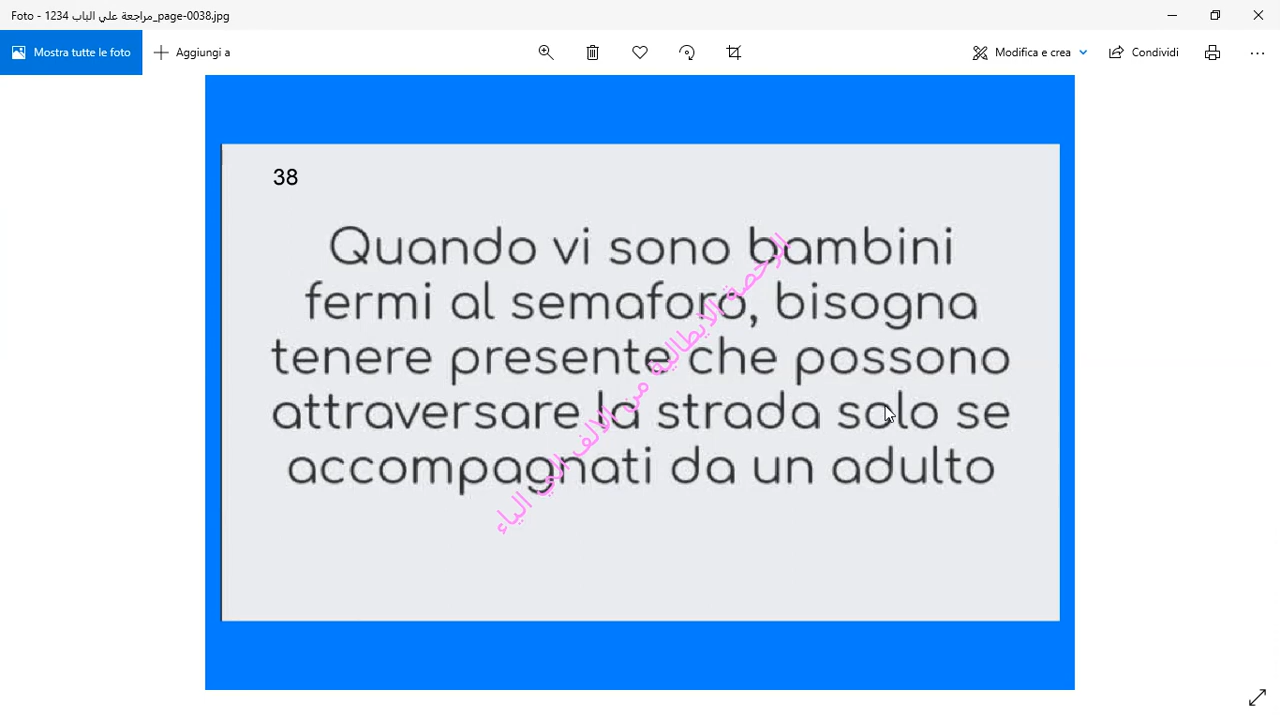 Foto - 1234 مراجعة علي الباب_page-0038.jpg
Mostra tutte le foto
Aggiungi a
Modifica e crea
Condividi
38
Quando vi sono bambini
fermi al semaforo, bisogna
tenere presente che possono
attraversare la strada solo se
accompagnati da un adulto
الرخصة الايطالية من الالف الي الياء